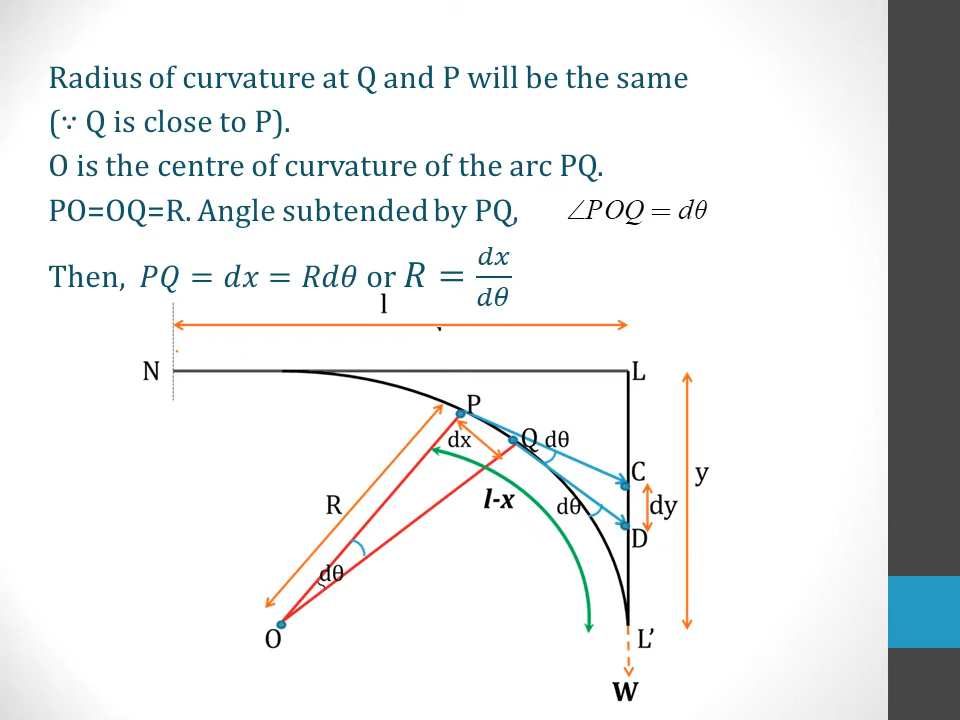 Radius of curvature at Q and P will be the same
(∵ Q is close to P).
O is the centre of curvature of the arc PQ.
PO=OQ=R. Angle subtended by PQ, ∠POQ = dθ
Then, PQ = dx = Rdθ or R = dx/dθ
l
N
L
P
dx
Q
dθ
C
y
R
l-x
dθ
dy
D
dθ
O
L’
W